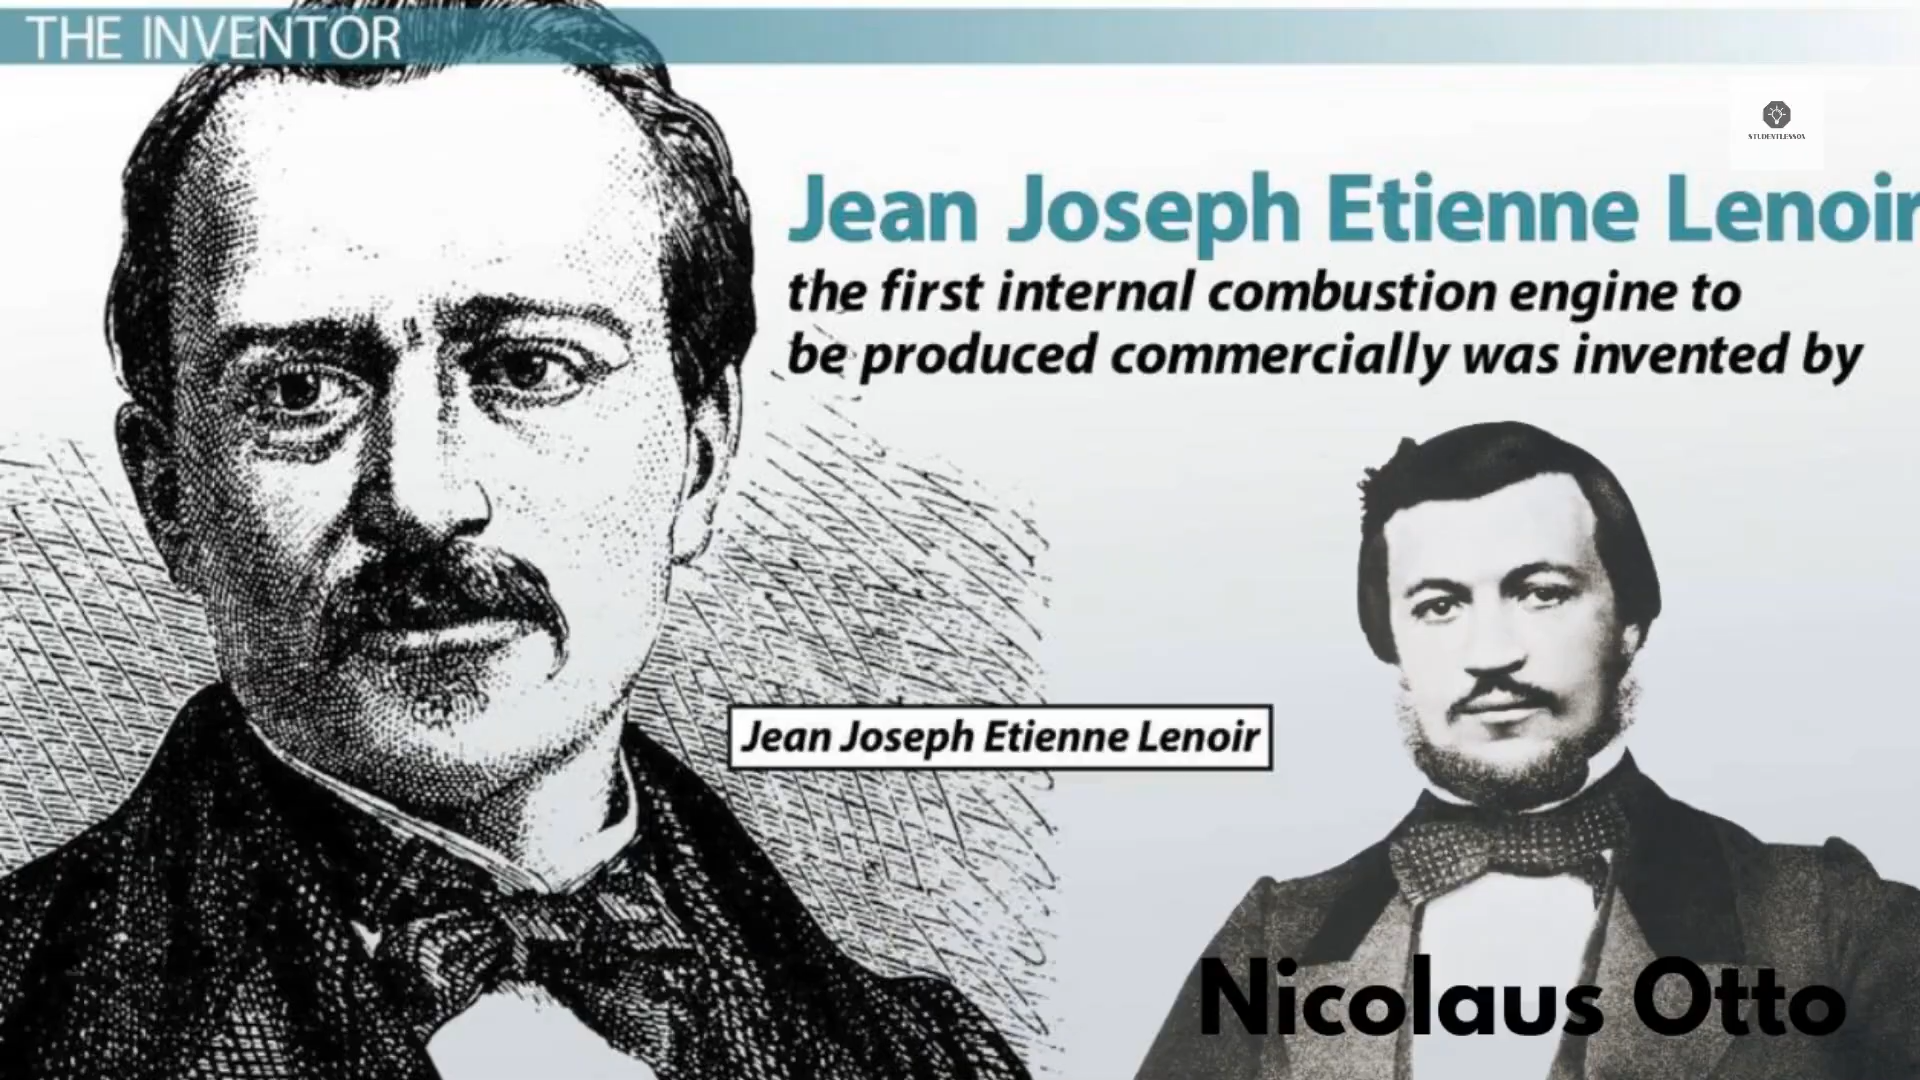 THE INVENTOR
STUDENTLESSON
Jean Joseph Etienne Lenoir
the first internal combustion engine to
be produced commercially was invented by
Jean Joseph Etienne Lenoir
Nicolaus Otto